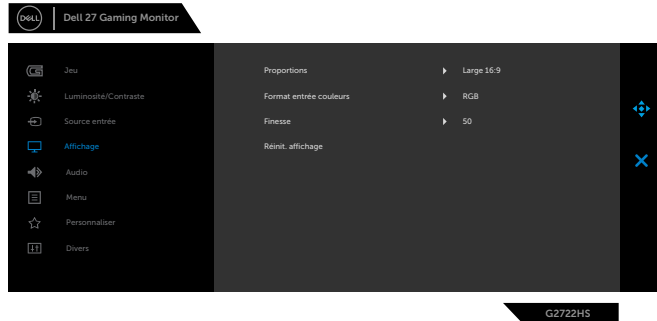 DELL
Dell 27 Gaming Monitor
Jeu
Proportions
Large 16:9
Luminosité/Contraste
Format entrée couleurs
RGB
Source entrée
Finesse
50
Affichage
Réinit. affichage
Audio
Menu
Personnaliser
Divers
G2722HS